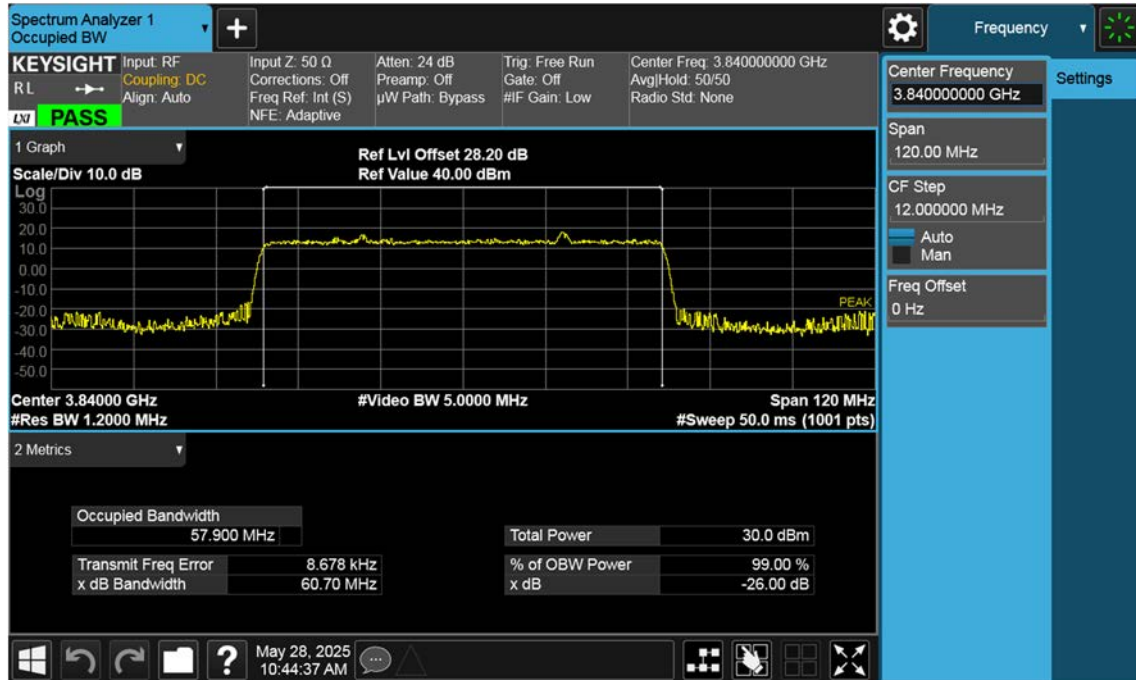 Spectrum Analyzer 1
Occupied BW
Frequency
KEYSIGHT
R L
LXI
PASS
Input: RF
Coupling: DC
Align: Auto
Input Z: 50 Ω
Corrections: Off
Freq Ref: Int (S)
NFE: Adaptive
Atten: 24 dB
Preamp: Off
µW Path: Bypass
Trig: Free Run
Gate: Off
#IF Gain: Low
Center Freq: 3.840000000 GHz
Avg|Hold: 50/50
Radio Std: None
Center Frequency
3.840000000 GHz
Settings
Span
120.00 MHz
CF Step
12.000000 MHz
Auto
Man
Freq Offset
0 Hz
1 Graph
Scale/Div 10.0 dB
Ref Lvl Offset 28.20 dB
Ref Value 40.00 dBm
Log
30.0
20.0
10.0
0.00
-10.0
-20.0
-30.0
-40.0
-50.0
PEAK
Center 3.84000 GHz
#Video BW 5.0000 MHz
Span 120 MHz
#Res BW 1.2000 MHz
#Sweep 50.0 ms (1001 pts)
2 Metrics
Occupied Bandwidth
57.900 MHz
Total Power 30.0 dBm
Transmit Freq Error 8.678 kHz
% of OBW Power 99.00 %
x dB Bandwidth 60.70 MHz
x dB -26.00 dB
?
May 28, 2025
10:44:37 AM